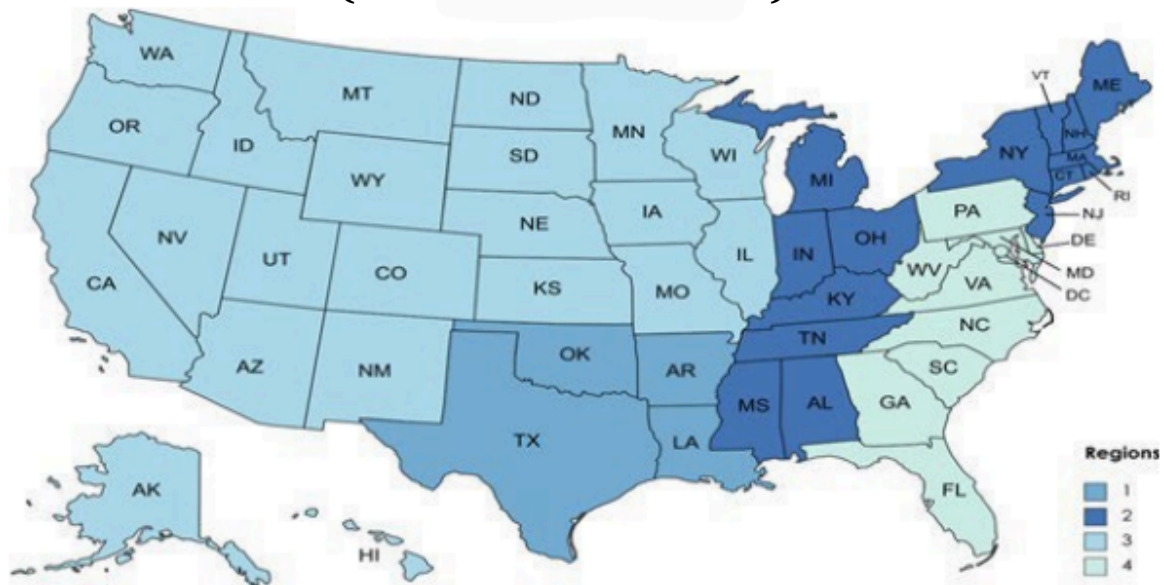 WA
OR
CA
NV
ID
MT
WY
UT
CO
AZ
NM
ND
SD
NE
KS
OK
TX
MN
IA
MO
AR
LA
WI
IL
MI
IN
OH
KY
TN
MS
AL
GA
FL
SC
NC
VA
WV
PA
NY
VT
NH
ME
MA
CT
RI
NJ
DE
MD
DC
AK
HI
Regions
1
2
3
4